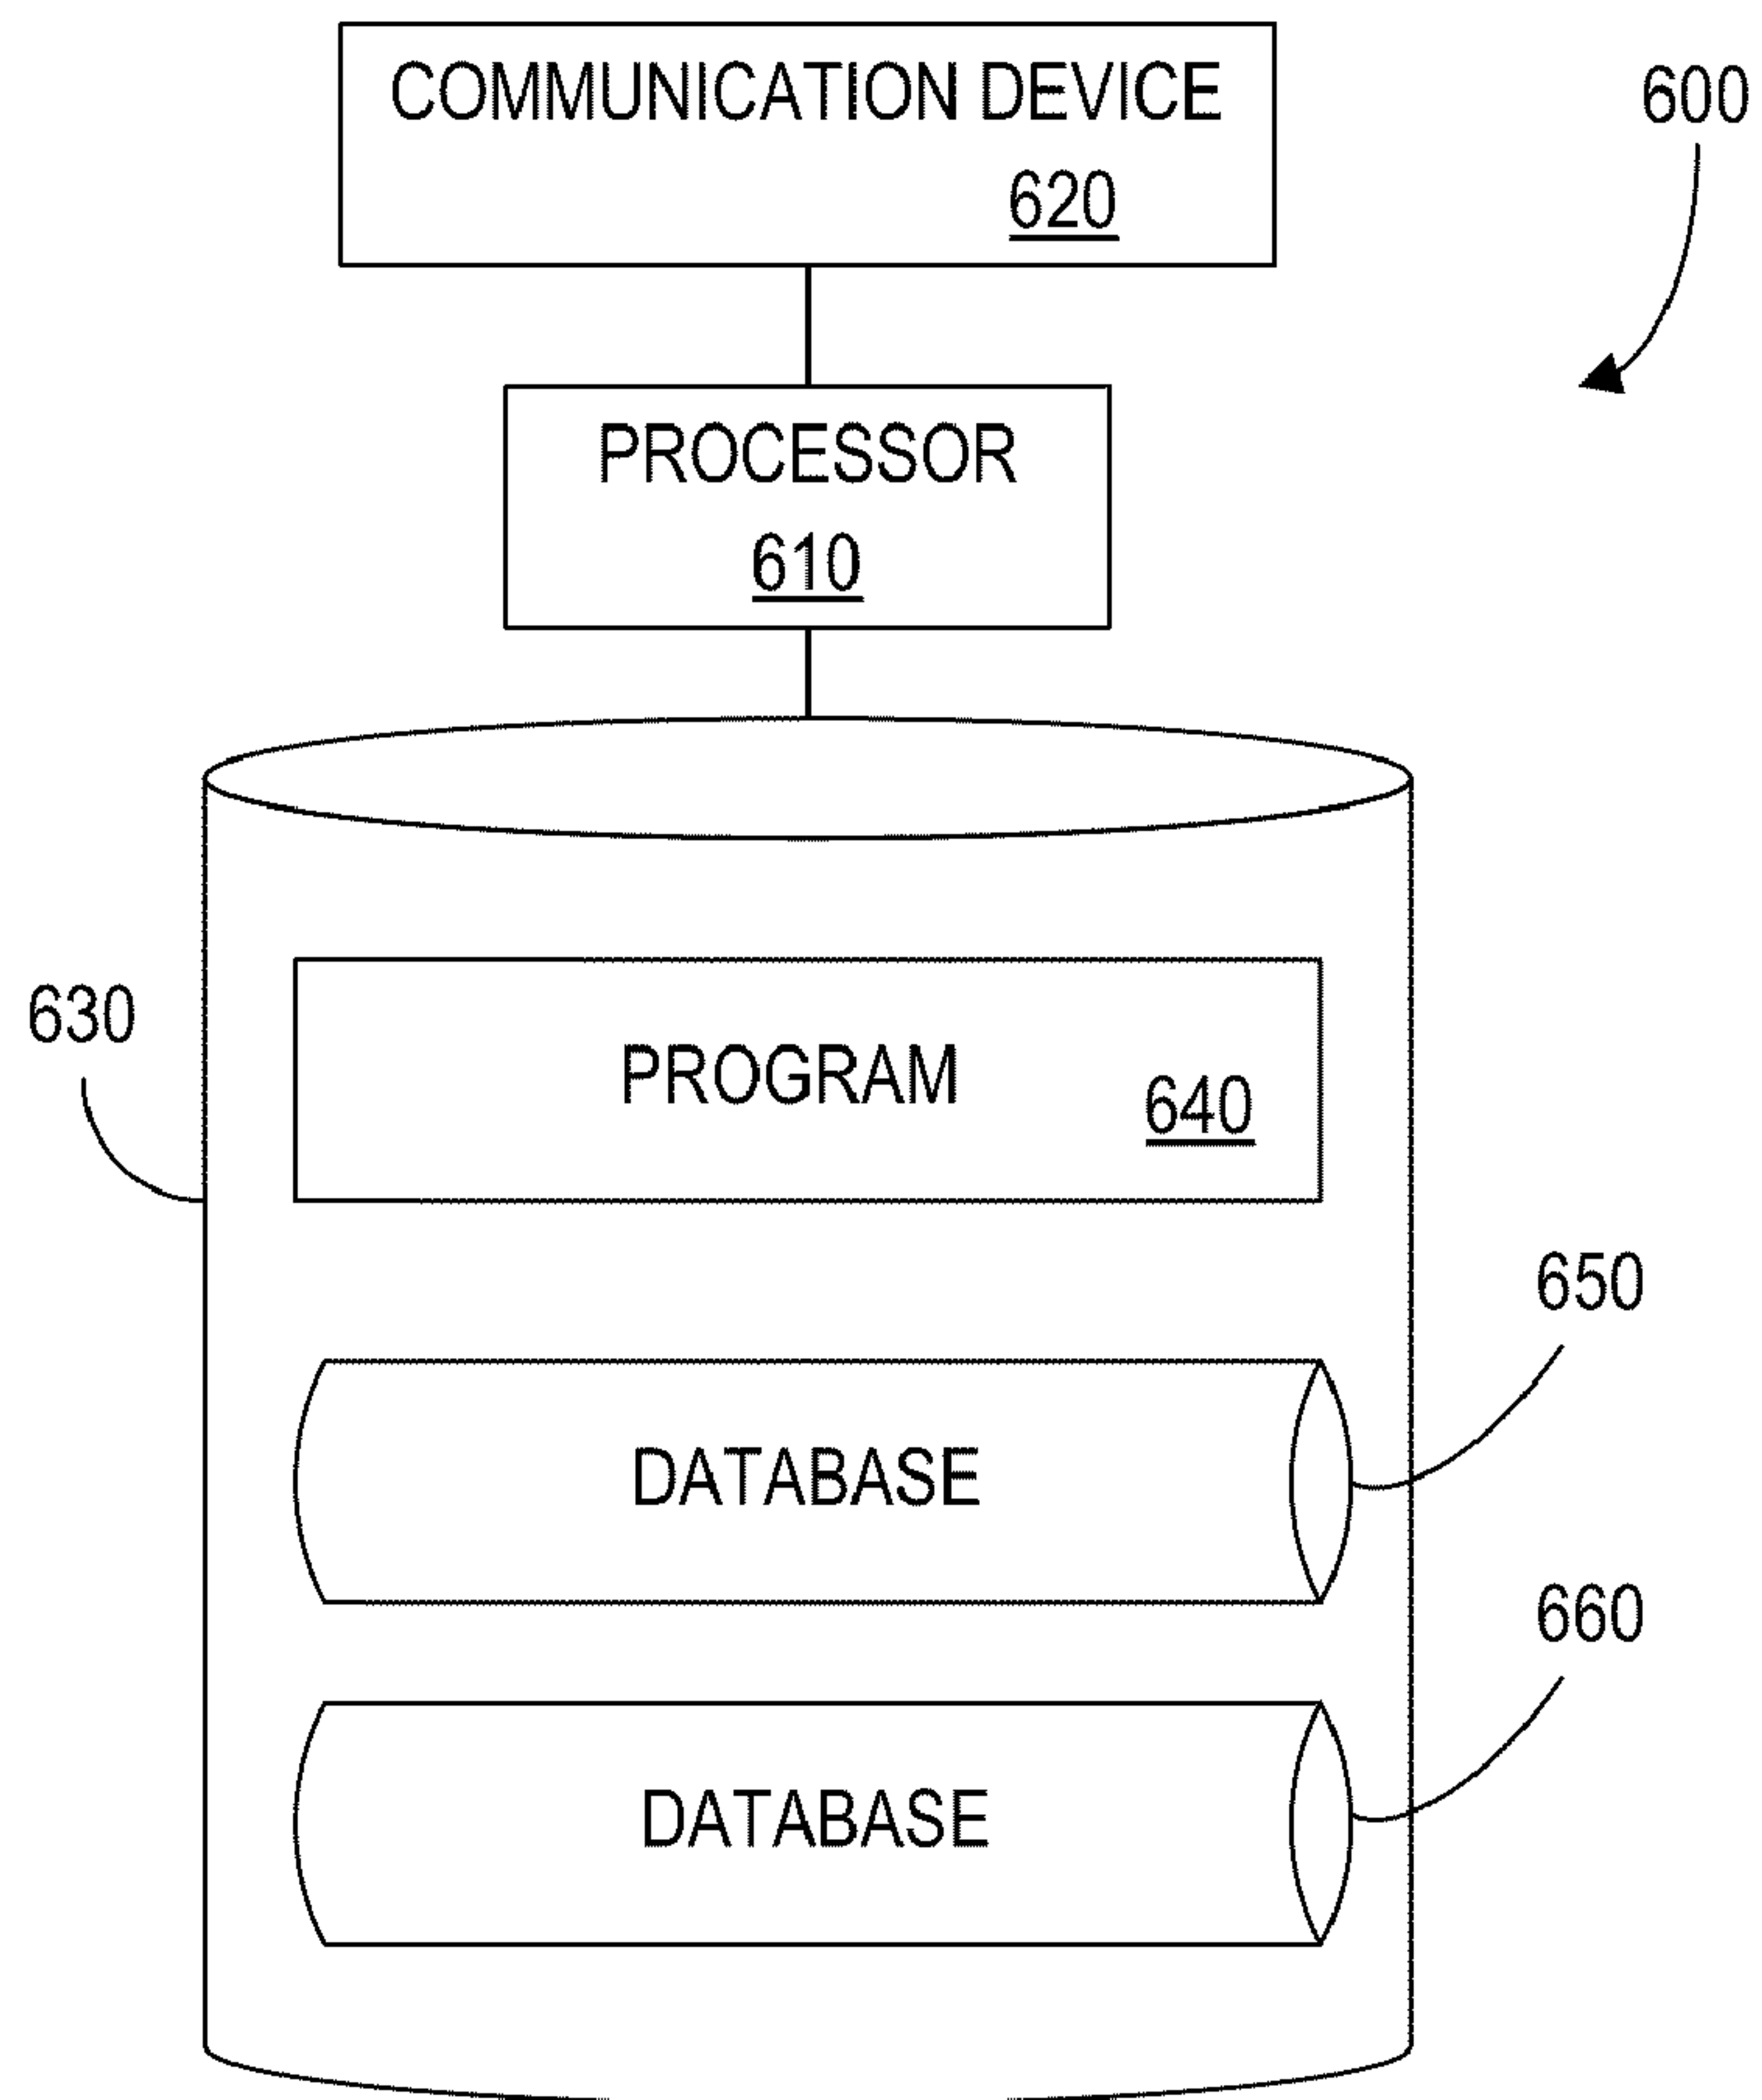 COMMUNICATION DEVICE
620
600
PROCESSOR
610
630
PROGRAM
640
650
DATABASE
660
DATABASE